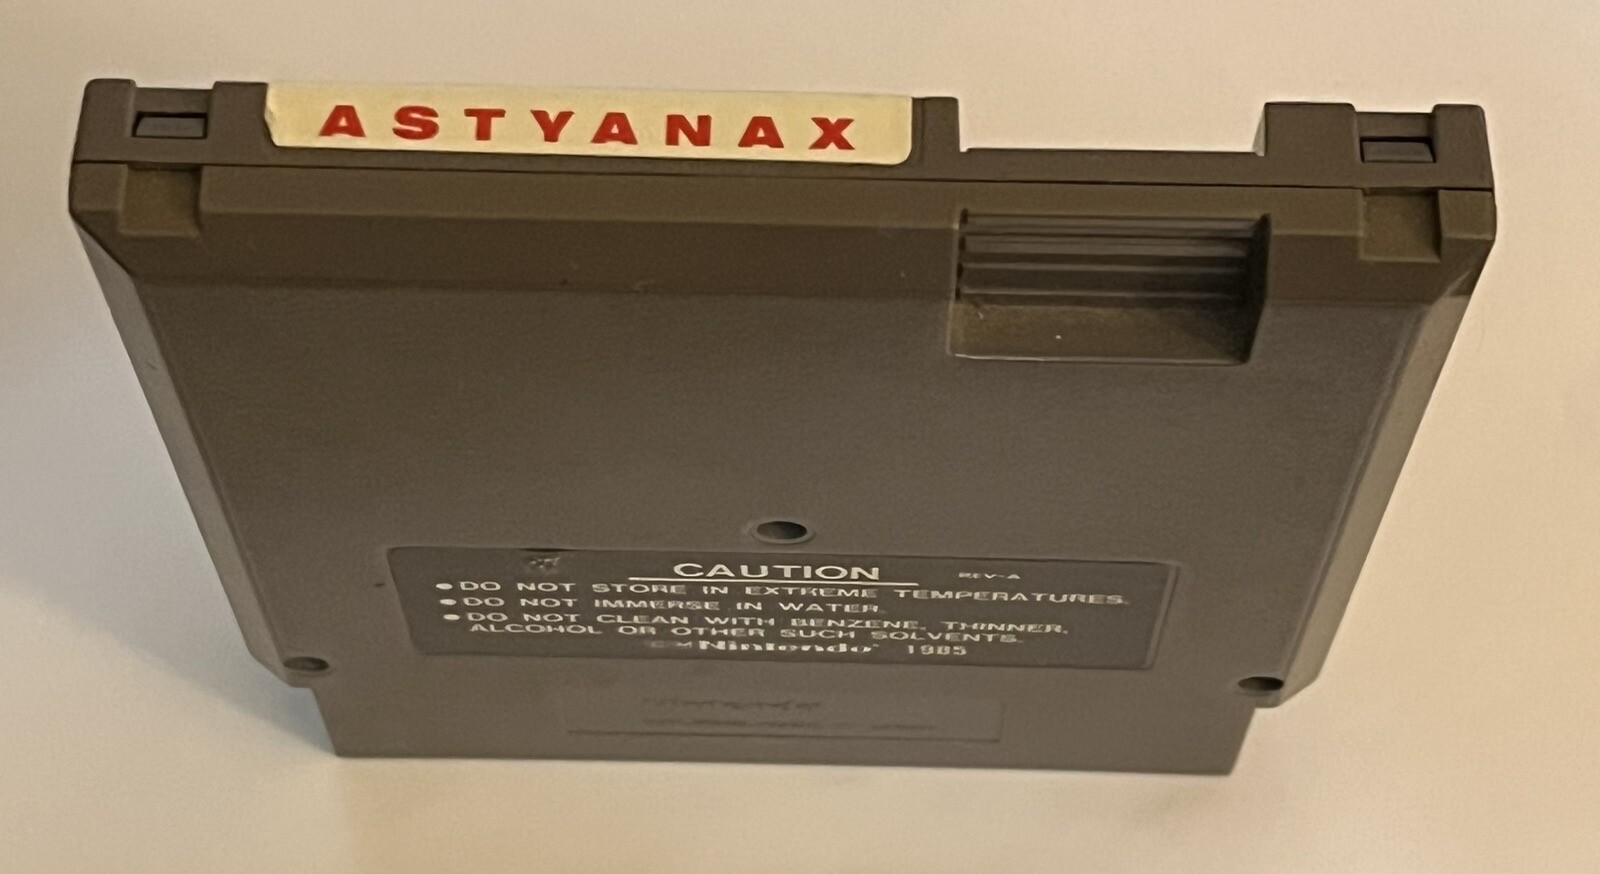 ASTYANAX
CAUTION REV-A
•DO NOT STORE IN EXTREME TEMPERATURES.
•DO NOT IMMERSE IN WATER.
•DO NOT CLEAN WITH BENZENE, THINNER,
ALCOHOL OR OTHER SUCH SOLVENTS.
Nintendo 1985